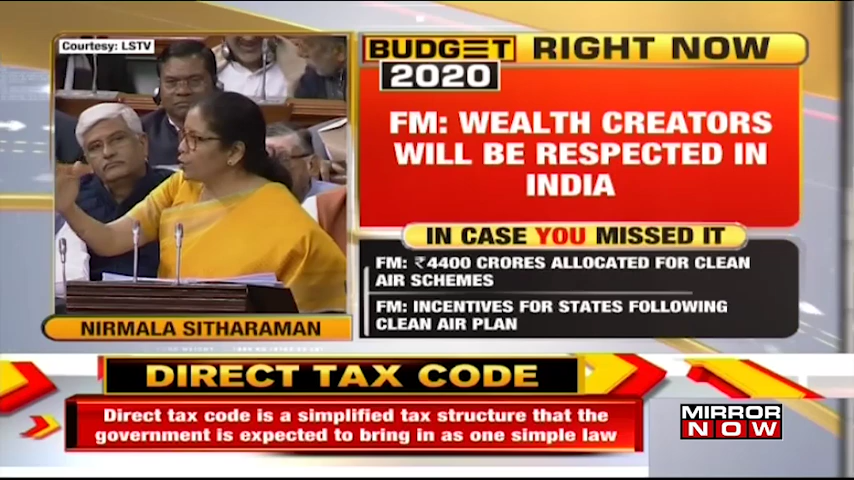 Courtesy: LSTV
BUDGET
2020
RIGHT NOW
FM: WEALTH CREATORS
WILL BE RESPECTED IN
INDIA
IN CASE YOU MISSED IT
FM: ₹4400 CRORES ALLOCATED FOR CLEAN
AIR SCHEMES
FM: INCENTIVES FOR STATES FOLLOWING
CLEAN AIR PLAN
NIRMALA SITHARAMAN
DIRECT TAX CODE
Direct tax code is a simplified tax structure that the
government is expected to bring in as one simple law
MIRROR
NOW